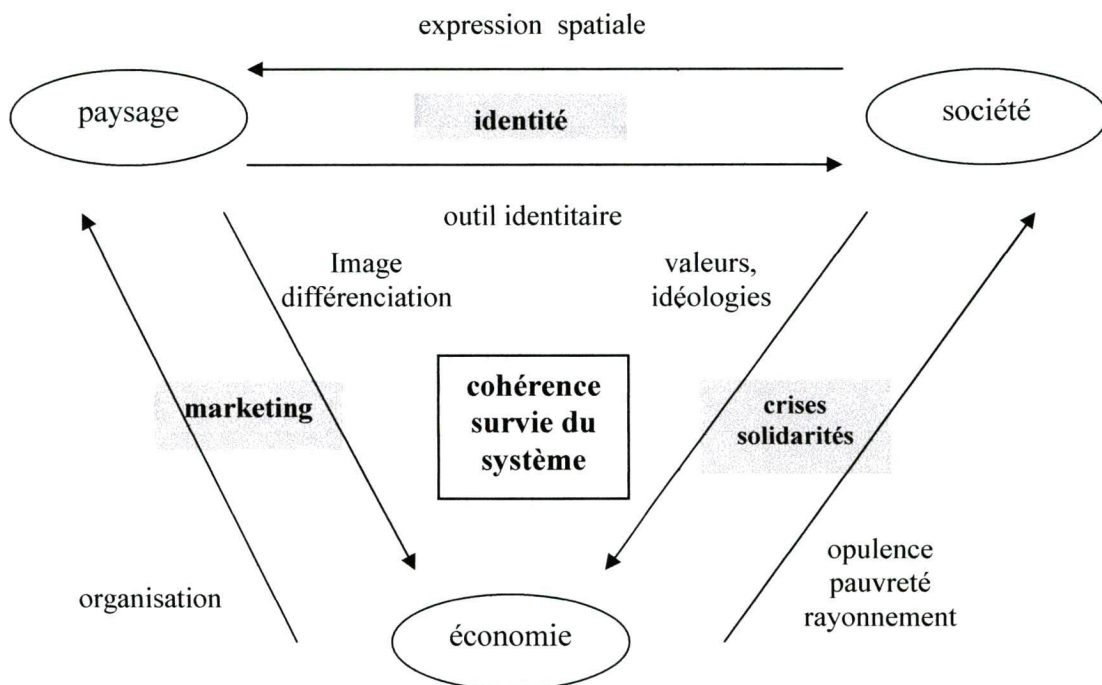 expression spatiale
paysage
société
identité
outil identitaire
Image
différenciation
valeurs,
idéologies
cohérence
survie du
système
marketing
crises
solidarités
opulence
pauvreté
rayonnement
organisation
économie